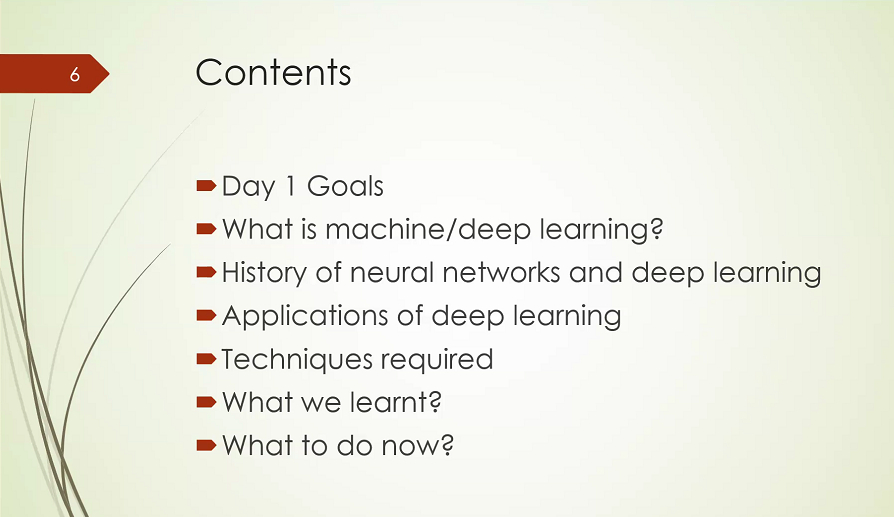 6
Contents
Day 1 Goals
What is machine/deep learning?
History of neural networks and deep learning
Applications of deep learning
Techniques required
What we learnt?
What to do now?